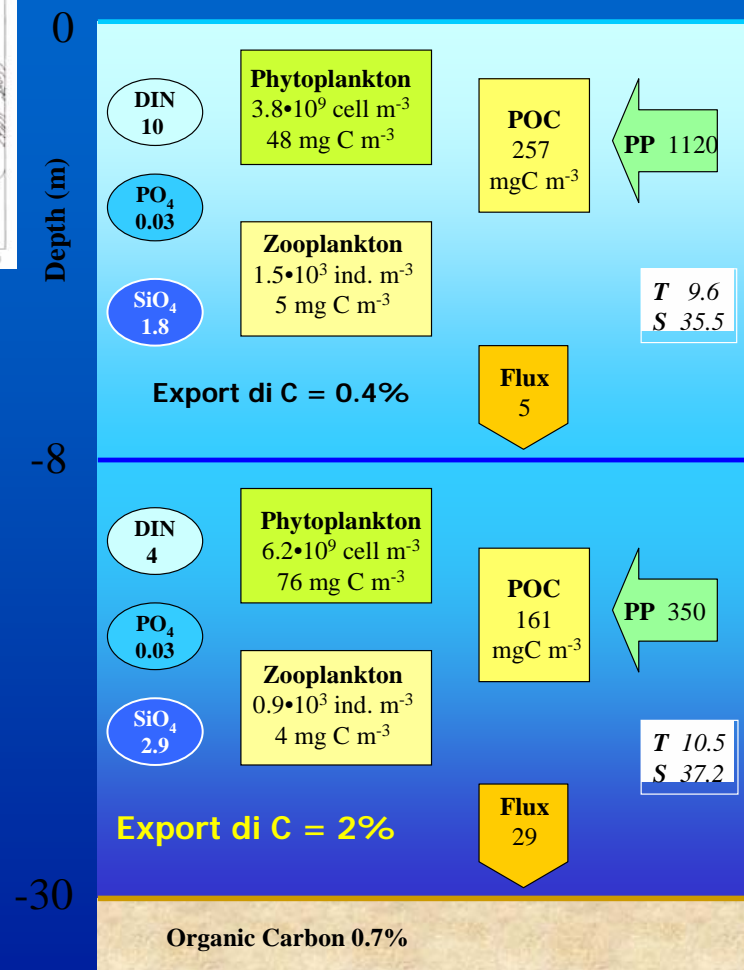 0
Depth (m)
DIN
10
PO₄
0.03
SiO₄
1.8
Phytoplankton
3.8•10⁹ cell m⁻³
48 mg C m⁻³
Zooplankton
1.5•10³ ind. m⁻³
5 mg C m⁻³
POC
257
mgC m⁻³
PP 1120
T 9.6
S 35.5
Export di C = 0.4%
Flux
5
-8
DIN
4
PO₄
0.03
SiO₄
2.9
Phytoplankton
6.2•10⁹ cell m⁻³
76 mg C m⁻³
Zooplankton
0.9•10³ ind. m⁻³
4 mg C m⁻³
POC
161
mgC m⁻³
PP 350
T 10.5
S 37.2
Export di C = 2%
Flux
29
-30
Organic Carbon 0.7%